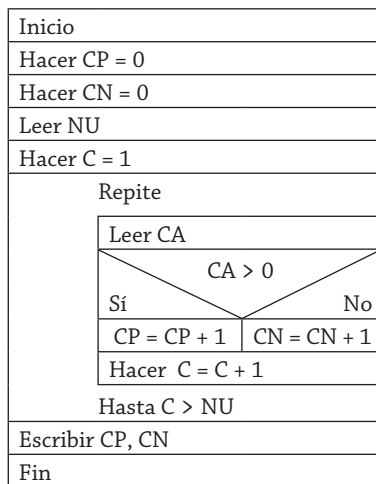 Inicio
Hacer CP = 0
Hacer CN = 0
Leer NU
Hacer C = 1
Repite
Leer CA
CA > 0
Sí No
CP = CP + 1 CN = CN + 1
Hacer C = C + 1
Hasta C > NU
Escribir CP, CN
Fin